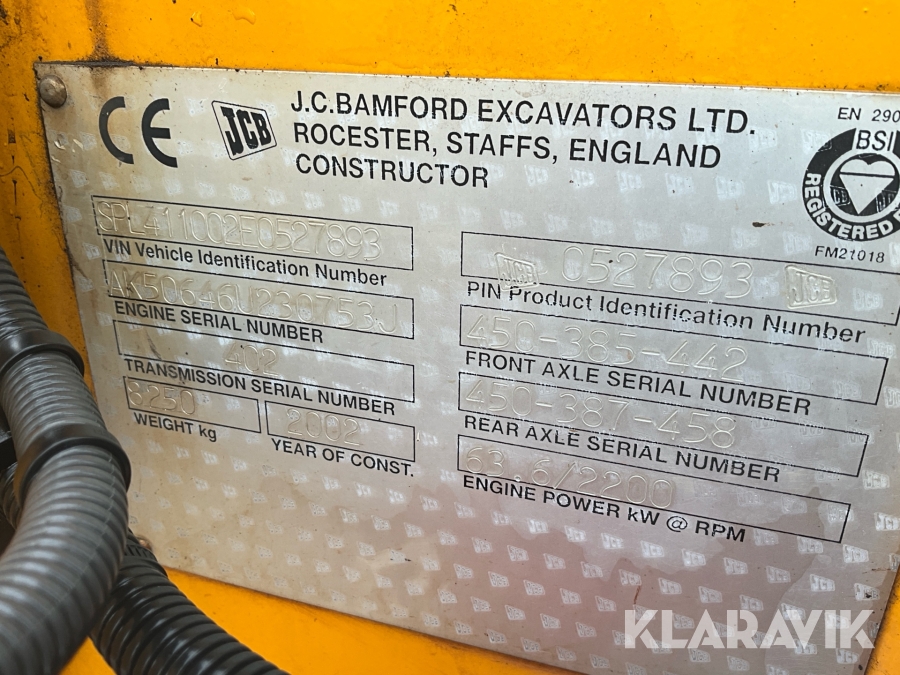 CE
JCB
J.C.BAMFORD EXCAVATORS LTD.
ROCESTER, STAFFS, ENGLAND
CONSTRUCTOR
EN 290
BSI
REGISTERED
FM21018
SPL411002E0527893
VIN Vehicle Identification Number
AK50646U230753J
ENGINE SERIAL NUMBER
402
TRANSMISSION SERIAL NUMBER
8250
WEIGHT kg
2002
YEAR OF CONST.
JCB 0527893 JCB
PIN Product Identification Number
450-385-442
FRONT AXLE SERIAL NUMBER
450-387-458
REAR AXLE SERIAL NUMBER
63.6/2200
ENGINE POWER kW @ RPM
KLARAVIK